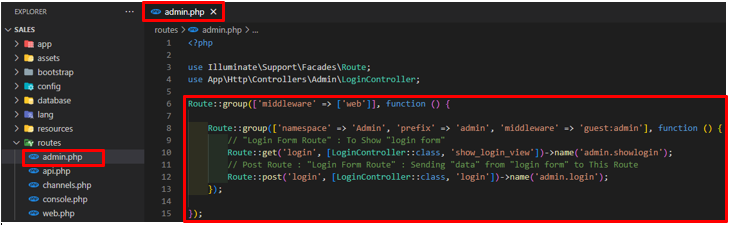 EXPLORER
...
SALES
app
assets
bootstrap
config
database
lang
resources
routes
admin.php
api.php
channels.php
console.php
web.php
admin.php
routes > admin.php > ...
1 <?php
2
3 use Illuminate\Support\Facades\Route;
4 use App\Http\Controllers\Admin\LoginController;
5
6 Route::group(['middleware' => ['web']], function () {
7
8 Route::group(['namespace' => 'Admin', 'prefix' => 'admin', 'middleware' => 'guest:admin'], function () {
9 // "Login Form Route" : To Show "login form"
10 Route::get('login', [LoginController::class, 'show_login_view'])->name('admin.showlogin');
11 // Post Route : "Login Form Route" : Sending "data" from "login form" to This Route
12 Route::post('login', [LoginController::class, 'login'])->name('admin.login');
13 });
14
15 });